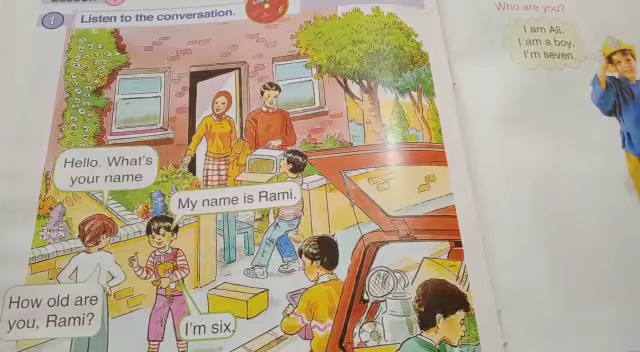 1 Listen to the conversation.
Hello. What's
your name
My name is Rami.
How old are
you, Rami?
I'm six.
Who are you?
I am Ali.
I am a boy.
I'm seven.